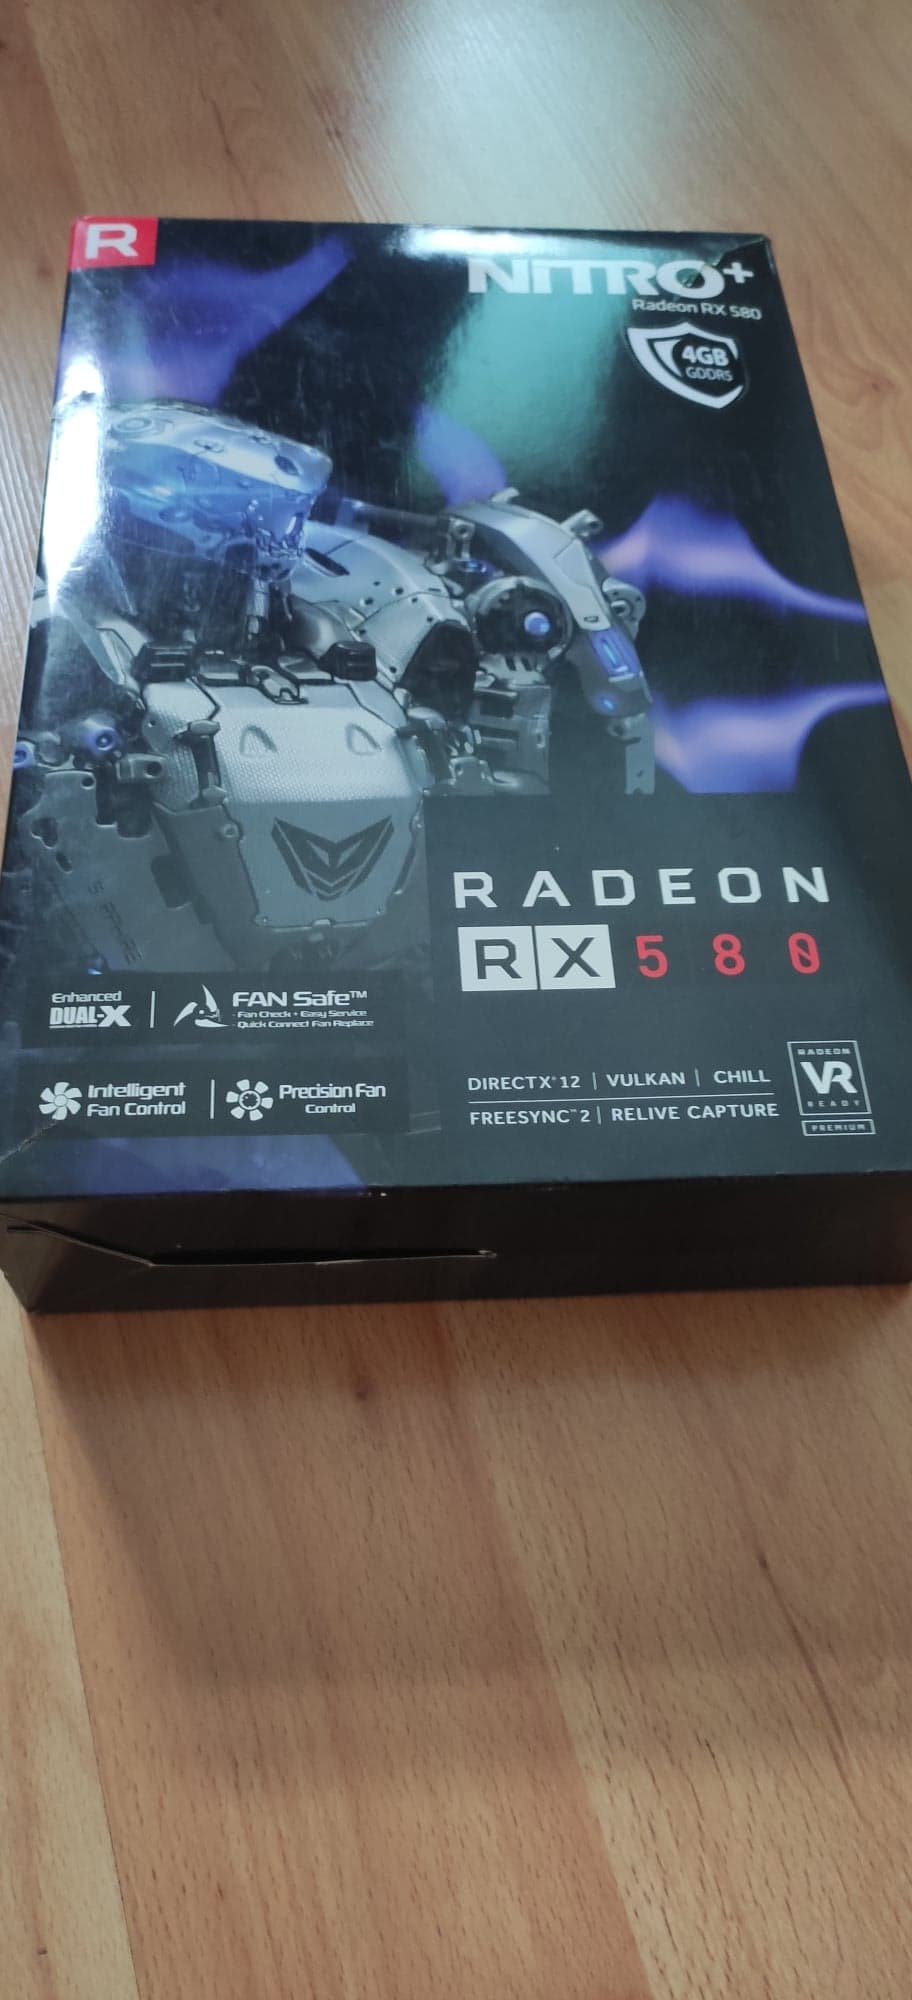 R
NITRO+
Radeon RX 580
4GB
GDDR5
SAPPHIRE
RADEON
RX 580
Enhanced
DUAL-X
FAN Safe™
- Fan Check + Easy Service
- Quick Connect Fan Replace
Intelligent
Fan Control
Precision Fan
Control
DIRECTX® 12 | VULKAN | CHILL
FREESYNC™ 2 | RELIVE CAPTURE
RADEON
VR
READY
PREMIUM